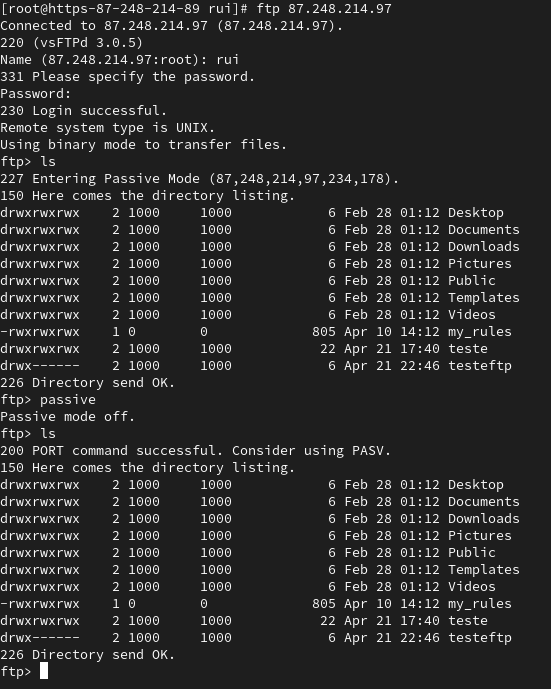 [root@https-87-248-214-89 rui]# ftp 87.248.214.97
Connected to 87.248.214.97 (87.248.214.97).
220 (vsFTPd 3.0.5)
Name (87.248.214.97:root): rui
331 Please specify the password.
Password:
230 Login successful.
Remote system type is UNIX.
Using binary mode to transfer files.
ftp> ls
227 Entering Passive Mode (87,248,214,97,234,178).
150 Here comes the directory listing.
drwxrwxrwx    2 1000     1000            6 Feb 28 01:12 Desktop
drwxrwxrwx    2 1000     1000            6 Feb 28 01:12 Documents
drwxrwxrwx    2 1000     1000            6 Feb 28 01:12 Downloads
drwxrwxrwx    2 1000     1000            6 Feb 28 01:12 Pictures
drwxrwxrwx    2 1000     1000            6 Feb 28 01:12 Public
drwxrwxrwx    2 1000     1000            6 Feb 28 01:12 Templates
drwxrwxrwx    2 1000     1000            6 Feb 28 01:12 Videos
-rwxrwxrwx    1 0        0             805 Apr 10 14:12 my_rules
drwxrwxrwx    2 1000     1000           22 Apr 21 17:40 teste
drwx------    2 1000     1000            6 Apr 21 22:46 testeftp
226 Directory send OK.
ftp> passive
Passive mode off.
ftp> ls
200 PORT command successful. Consider using PASV.
150 Here comes the directory listing.
drwxrwxrwx    2 1000     1000            6 Feb 28 01:12 Desktop
drwxrwxrwx    2 1000     1000            6 Feb 28 01:12 Documents
drwxrwxrwx    2 1000     1000            6 Feb 28 01:12 Downloads
drwxrwxrwx    2 1000     1000            6 Feb 28 01:12 Pictures
drwxrwxrwx    2 1000     1000            6 Feb 28 01:12 Public
drwxrwxrwx    2 1000     1000            6 Feb 28 01:12 Templates
drwxrwxrwx    2 1000     1000            6 Feb 28 01:12 Videos
-rwxrwxrwx    1 0        0             805 Apr 10 14:12 my_rules
drwxrwxrwx    2 1000     1000           22 Apr 21 17:40 teste
drwx------    2 1000     1000            6 Apr 21 22:46 testeftp
226 Directory send OK.
ftp>